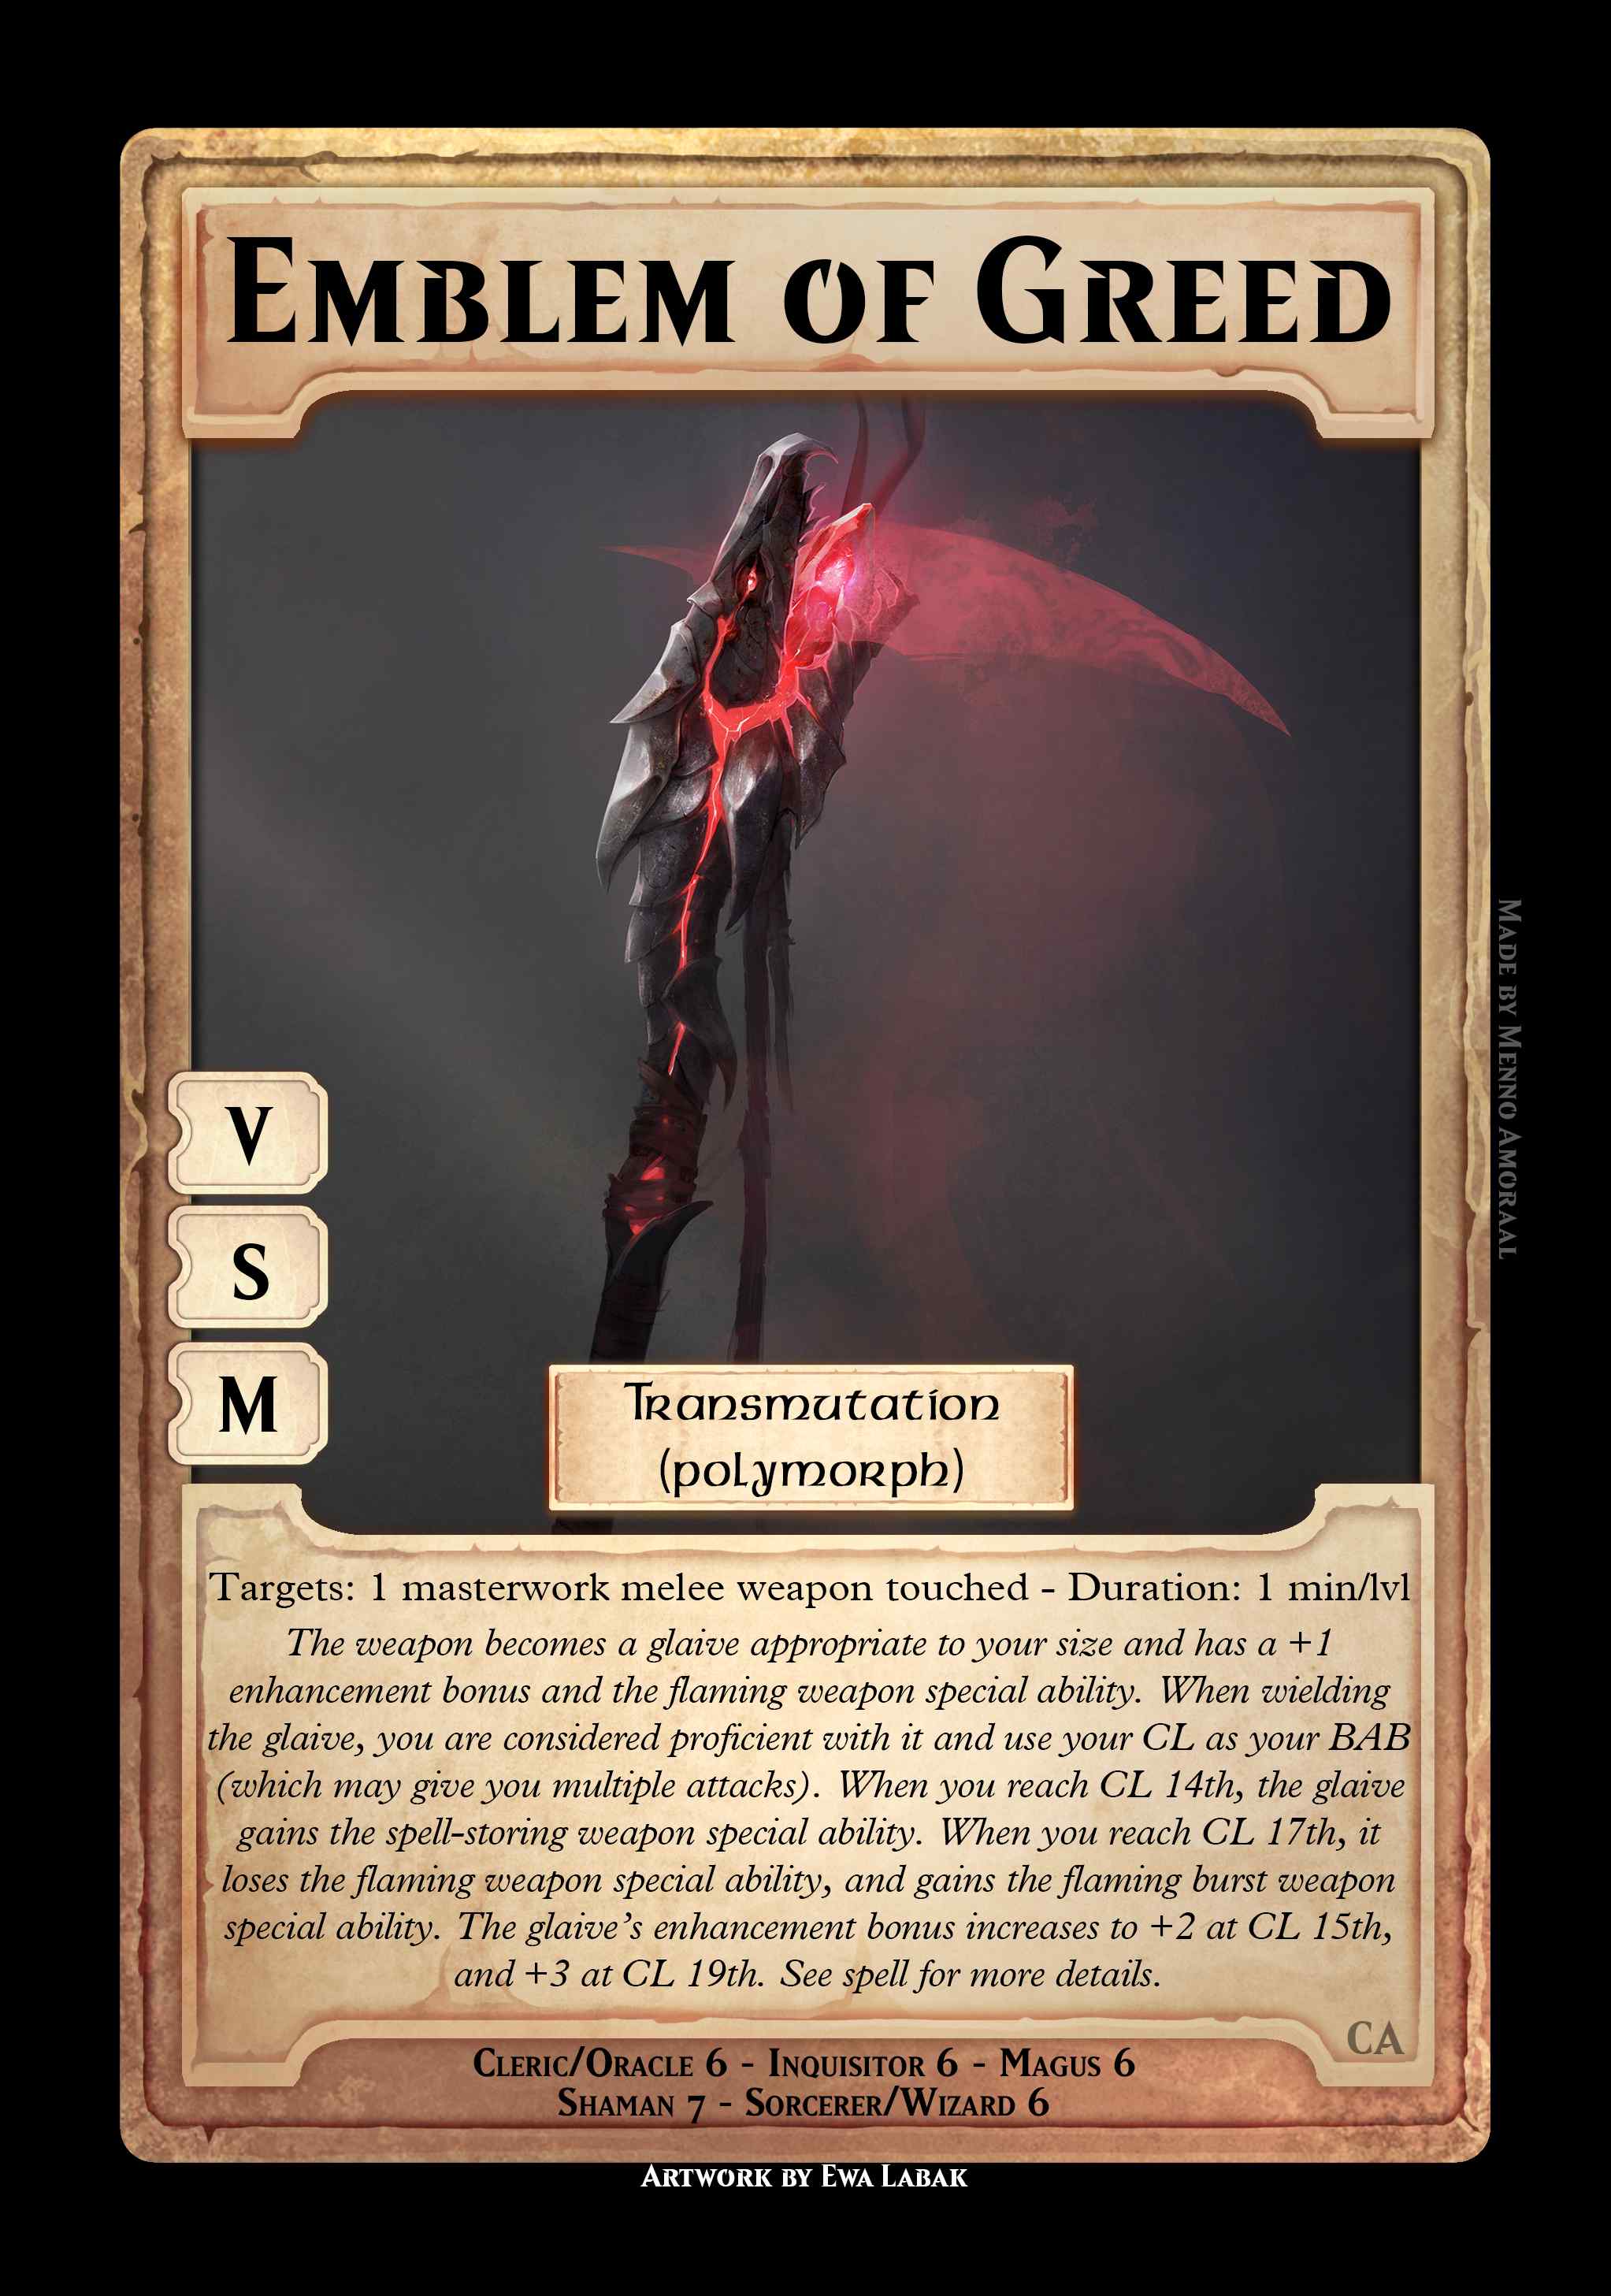 Emblem of Greed
V
S
M
Transmutation
(polymorph)
Targets: 1 masterwork melee weapon touched - Duration: 1 min/lvl
The weapon becomes a glaive appropriate to your size and has a +1
enhancement bonus and the flaming weapon special ability. When wielding
the glaive, you are considered proficient with it and use your CL as your BAB
(which may give you multiple attacks). When you reach CL 14th, the glaive
gains the spell-storing weapon special ability. When you reach CL 17th, it
loses the flaming weapon special ability, and gains the flaming burst weapon
special ability. The glaive's enhancement bonus increases to +2 at CL 15th,
and +3 at CL 19th. See spell for more details.
CA
Cleric/Oracle 6 - Inquisitor 6 - Magus 6
Shaman 7 - Sorcerer/Wizard 6
Artwork by Ewa Labak
Made by Menno Amoraal